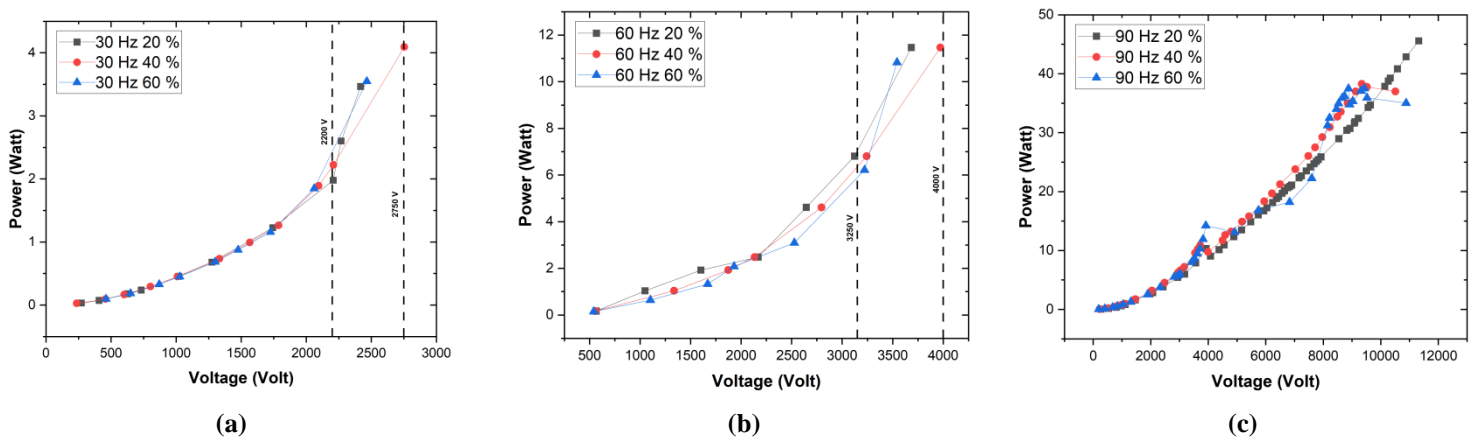 30 Hz 20 %
30 Hz 40 %
30 Hz 60 %
2200 V
2750 V
Power (Watt)
4
3
2
1
0
0 500 1000 1500 2000 2500 3000
Voltage (Volt)
(a)
60 Hz 20 %
60 Hz 40 %
60 Hz 60 %
3250 V
4000 V
Power (Watt)
12
10
8
6
4
2
0
500 1000 1500 2000 2500 3000 3500 4000
Voltage (Volt)
(b)
90 Hz 20 %
90 Hz 40 %
90 Hz 60 %
Power (Watt)
50
40
30
20
10
0
0 2000 4000 6000 8000 10000 12000
Voltage (Volt)
(c)